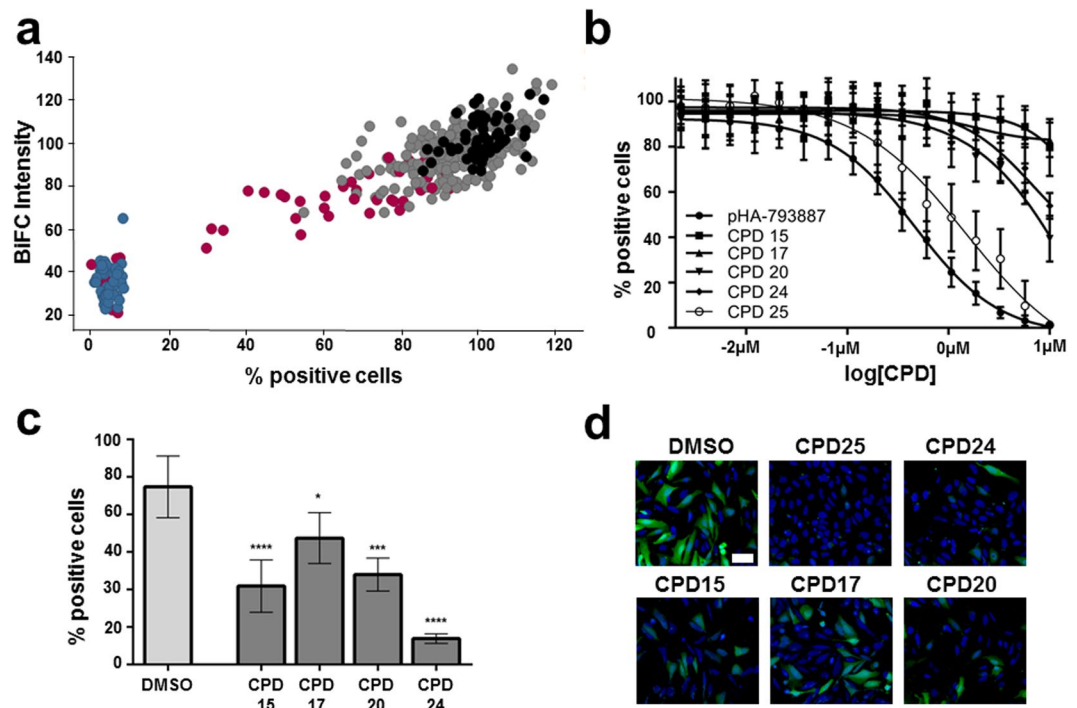 a
BiFC Intensity
140
120
100
80
60
40
20
0 20 40 60 80 100 120
% positive cells
b
% positive cells
100
80
60
40
20
0
pHA-793887
CPD 15
CPD 17
CPD 20
CPD 24
CPD 25
-2µM -1µM 0µM 1µM
log[CPD]
c
% positive cells
100
80
60
40
30
20
0
****
*
***
****
DMSO CPD CPD CPD CPD
15 17 20 24
d
DMSO CPD25 CPD24
CPD15 CPD17 CPD20